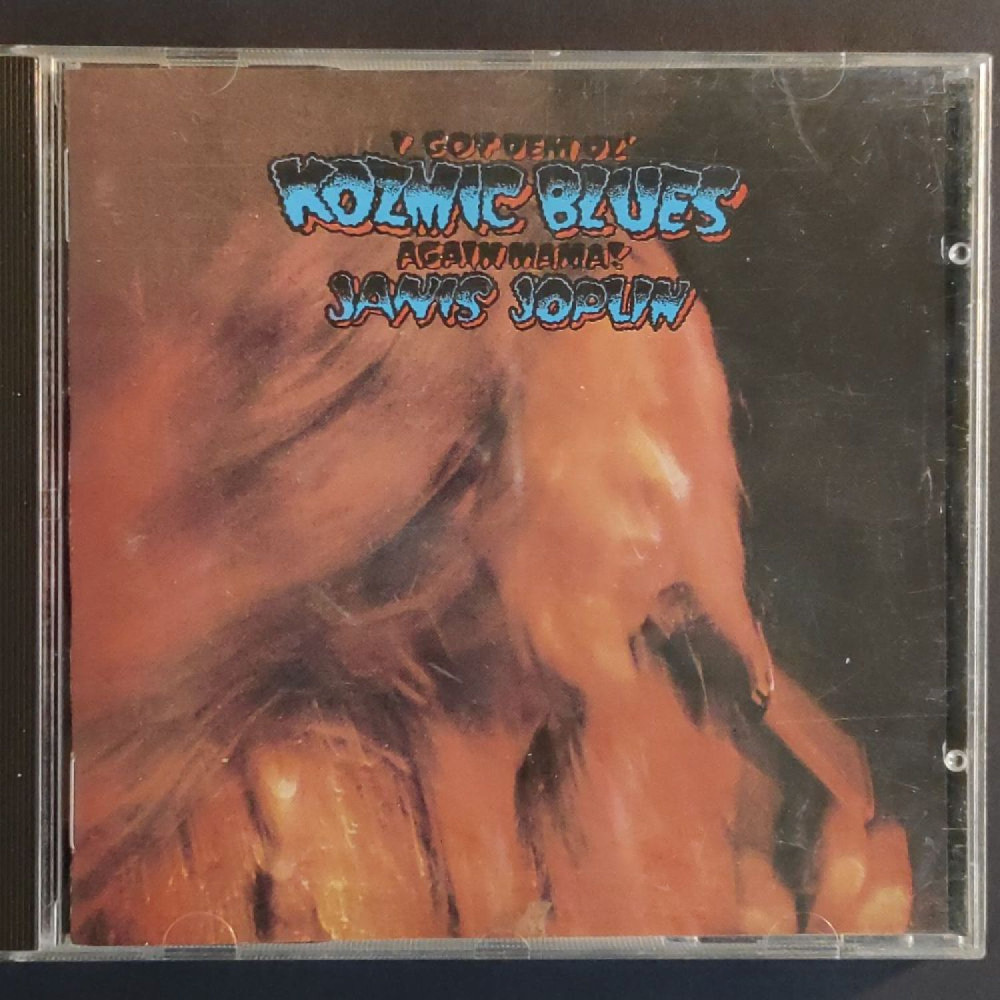 I GOT DEM OL'
KOZMIC BLUES
AGAIN MAMA!
JANIS JOPLIN